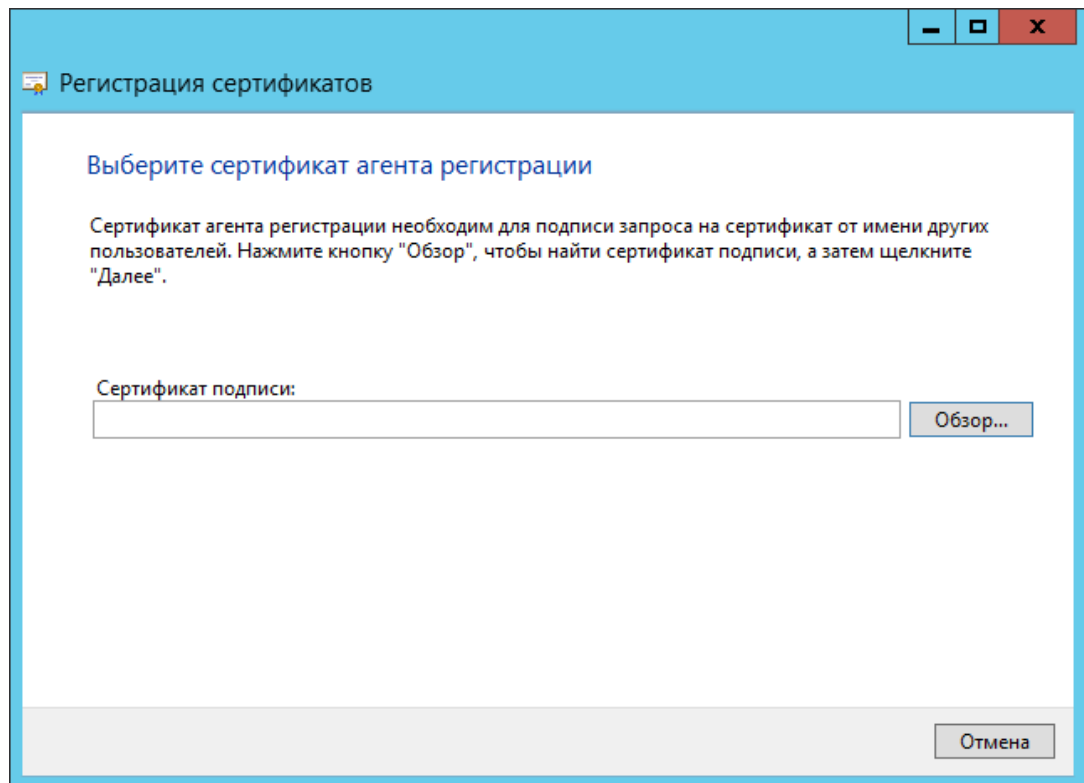 Регистрация сертификатов
Выберите сертификат агента регистрации
Сертификат агента регистрации необходим для подписи запроса на сертификат от имени других
пользователей. Нажмите кнопку "Обзор", чтобы найти сертификат подписи, а затем щелкните
"Далее".
Сертификат подписи:
Обзор...
Отмена